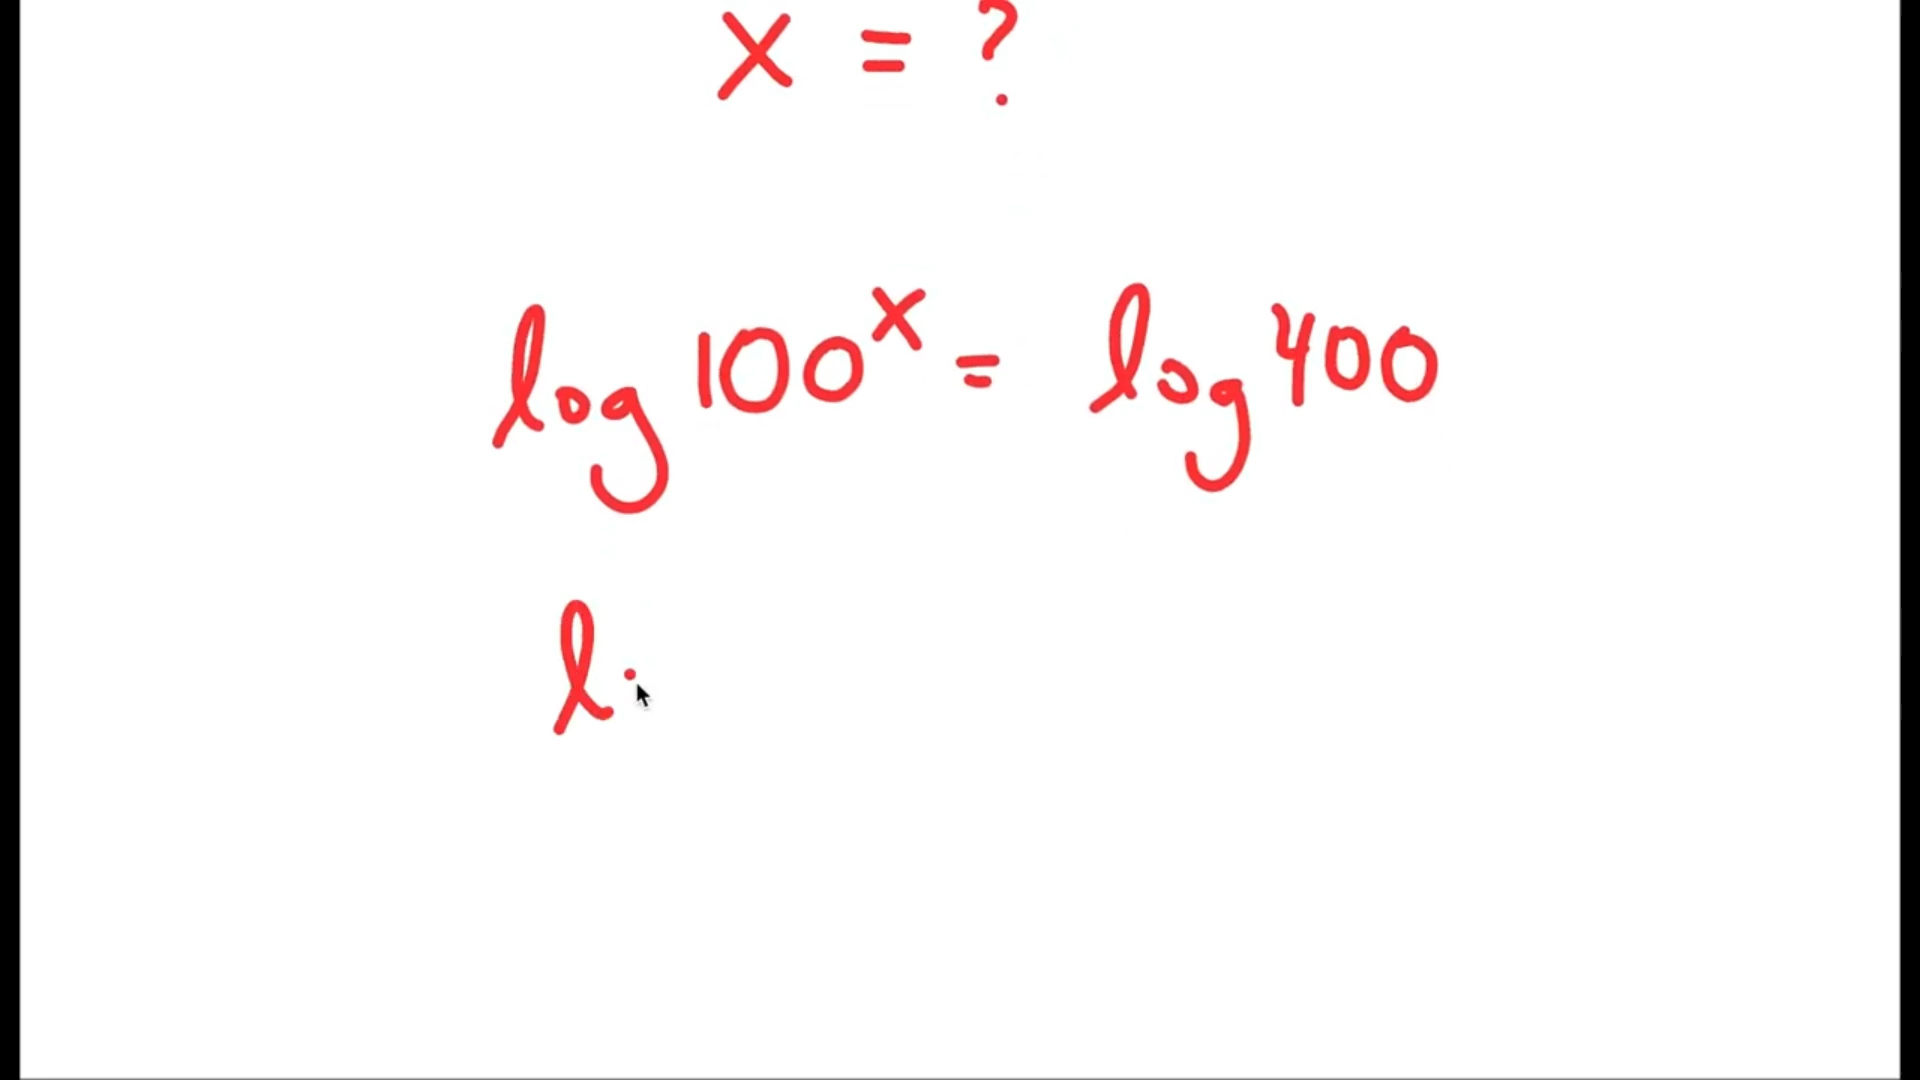 x = ?
log 100^x = log 400
l